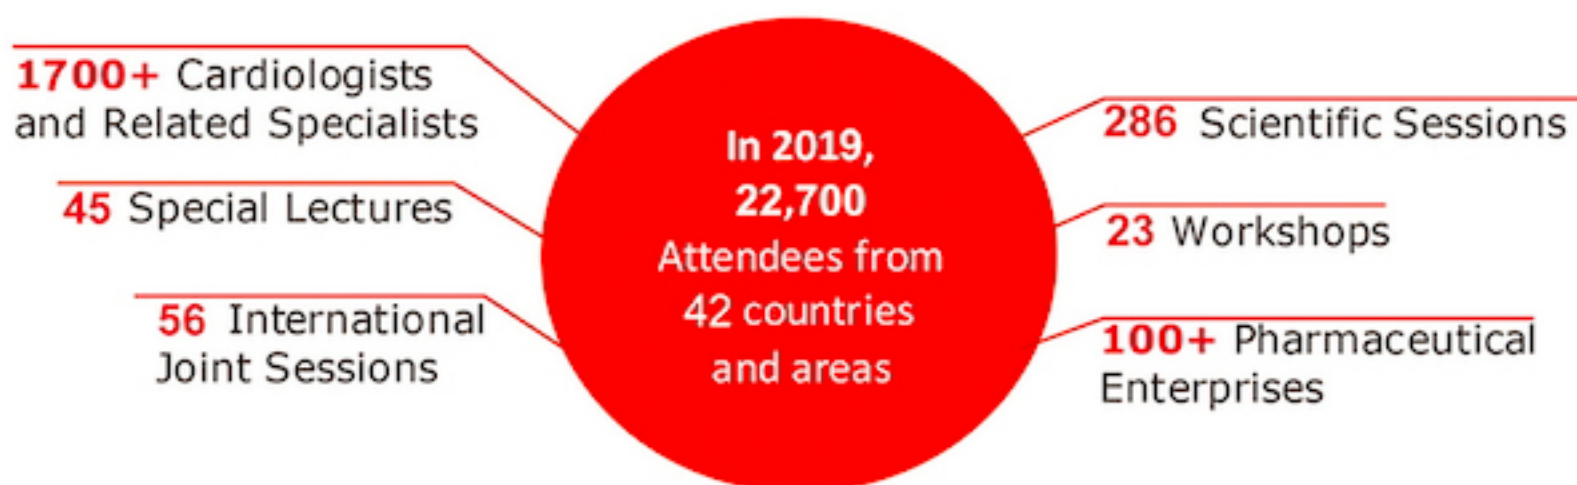 1700+ Cardiologists
and Related Specialists
45 Special Lectures
56 International
Joint Sessions
In 2019,
22,700
Attendees from
42 countries
and areas
286 Scientific Sessions
23 Workshops
100+ Pharmaceutical
Enterprises